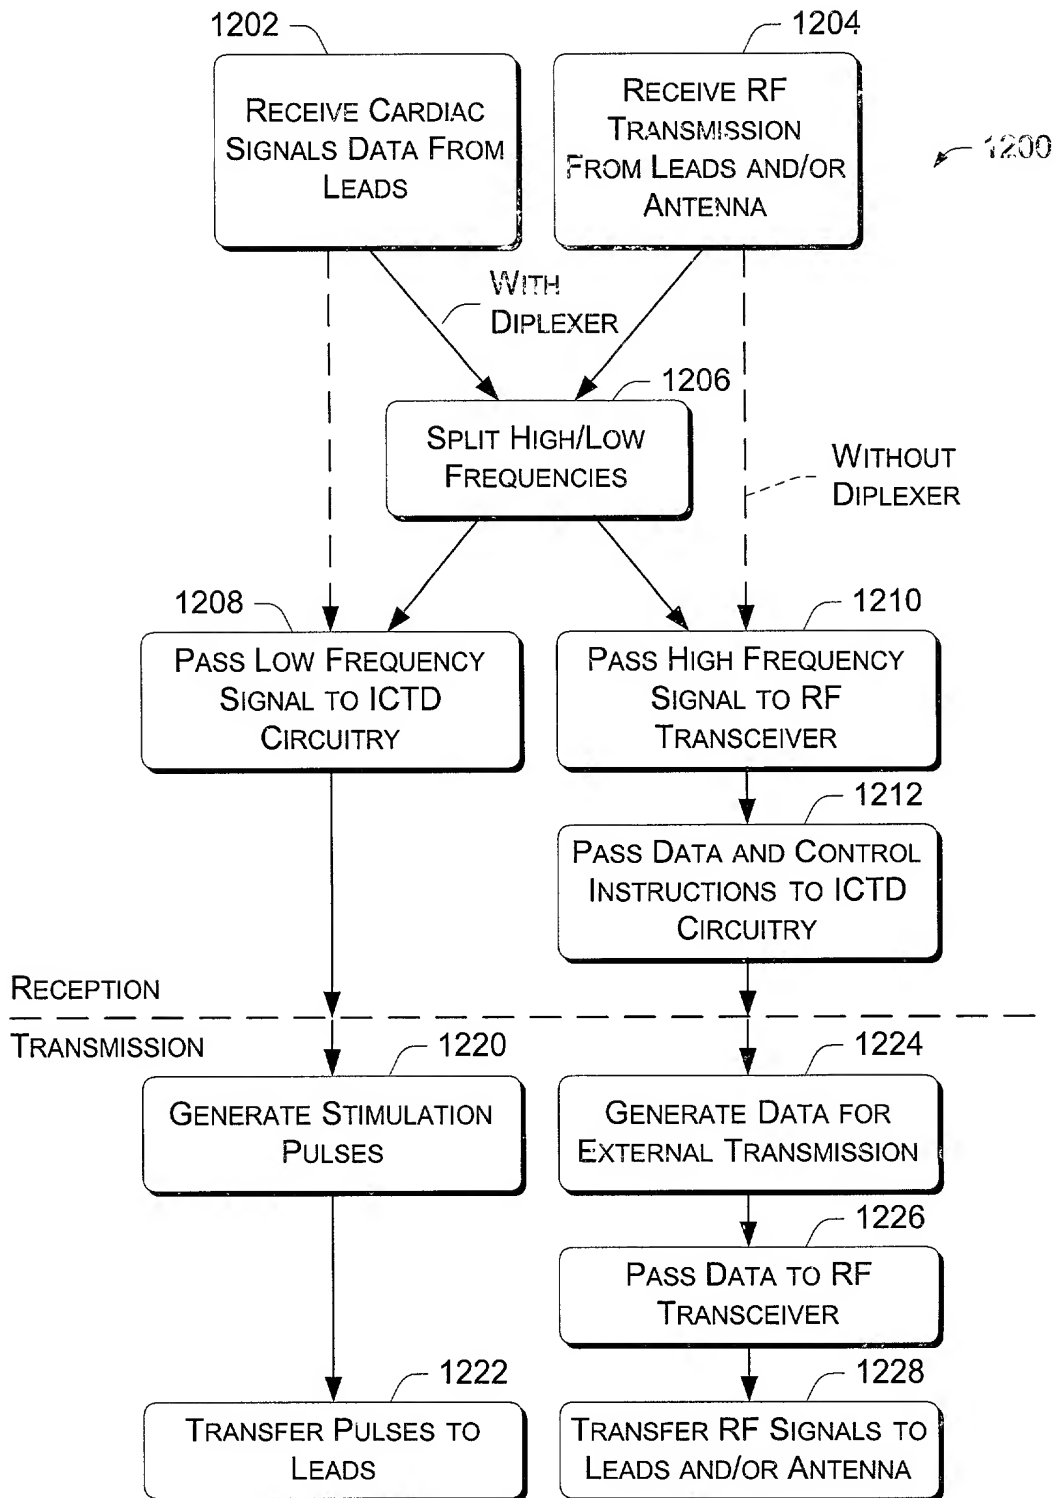 1202
1204
RECEIVE CARDIAC
SIGNALS DATA FROM
LEADS
RECEIVE RF
TRANSMISSION
FROM LEADS AND/OR
ANTENNA
1200
WITH
DIPLEXER
1206
SPLIT HIGH/LOW
FREQUENCIES
WITHOUT
DIPLEXER
1208
1210
PASS LOW FREQUENCY
SIGNAL TO ICTD
CIRCUITRY
PASS HIGH FREQUENCY
SIGNAL TO RF
TRANSCEIVER
1212
PASS DATA AND CONTROL
INSTRUCTIONS TO ICTD
CIRCUITRY
RECEPTION
TRANSMISSION
1220
1224
GENERATE STIMULATION
PULSES
GENERATE DATA FOR
EXTERNAL TRANSMISSION
1226
PASS DATA TO RF
TRANSCEIVER
1222
1228
TRANSFER PULSES TO
LEADS
TRANSFER RF SIGNALS TO
LEADS AND/OR ANTENNA